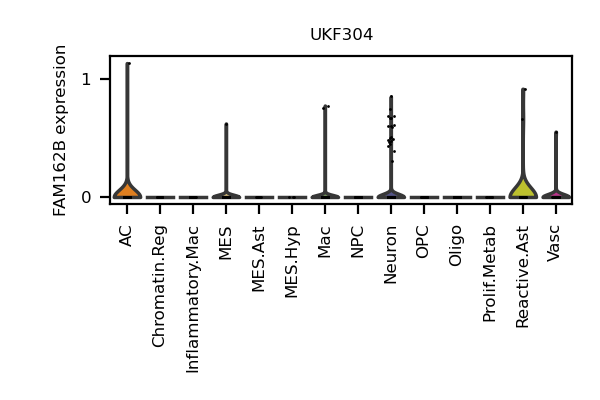 UKF304
FAM162B expression
1
0
AC
Chromatin.Reg
Inflammatory.Mac
MES
MES.Ast
MES.Hyp
Mac
NPC
Neuron
OPC
Oligo
Prolif.Metab
Reactive.Ast
Vasc